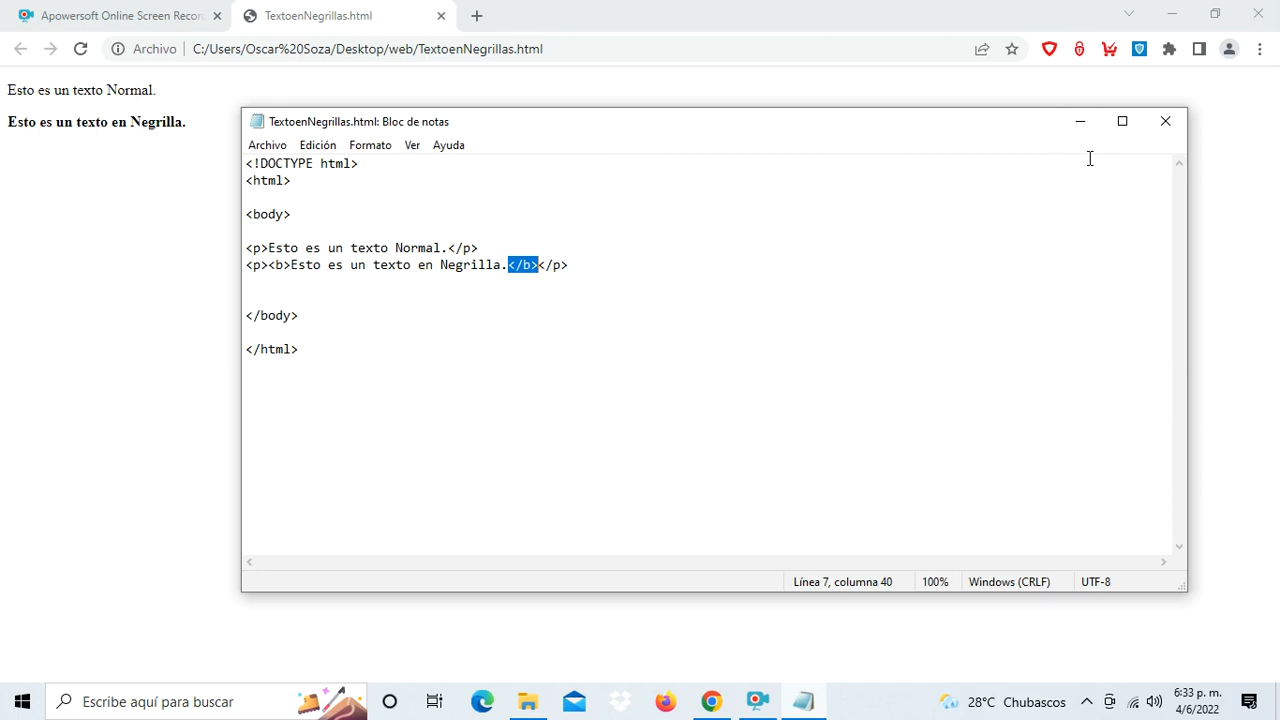 Apowersoft Online Screen Recor
TextoenNegrillas.html
Archivo
C:/Users/Oscar%20Soza/Desktop/web/TextoenNegrillas.html
Esto es un texto Normal.
Esto es un texto en Negrilla.
TextoenNegrillas.html: Bloc de notas
Archivo Edición Formato Ver Ayuda
<!DOCTYPE html>
<html>
<body>
<p>Esto es un texto Normal.</p>
<p><b>Esto es un texto en Negrilla.</b></p>
</body>
</html>
Línea 7, columna 40 100% Windows (CRLF) UTF-8
Escribe aquí para buscar
28°C Chubascos
6:33 p. m.
4/6/2022